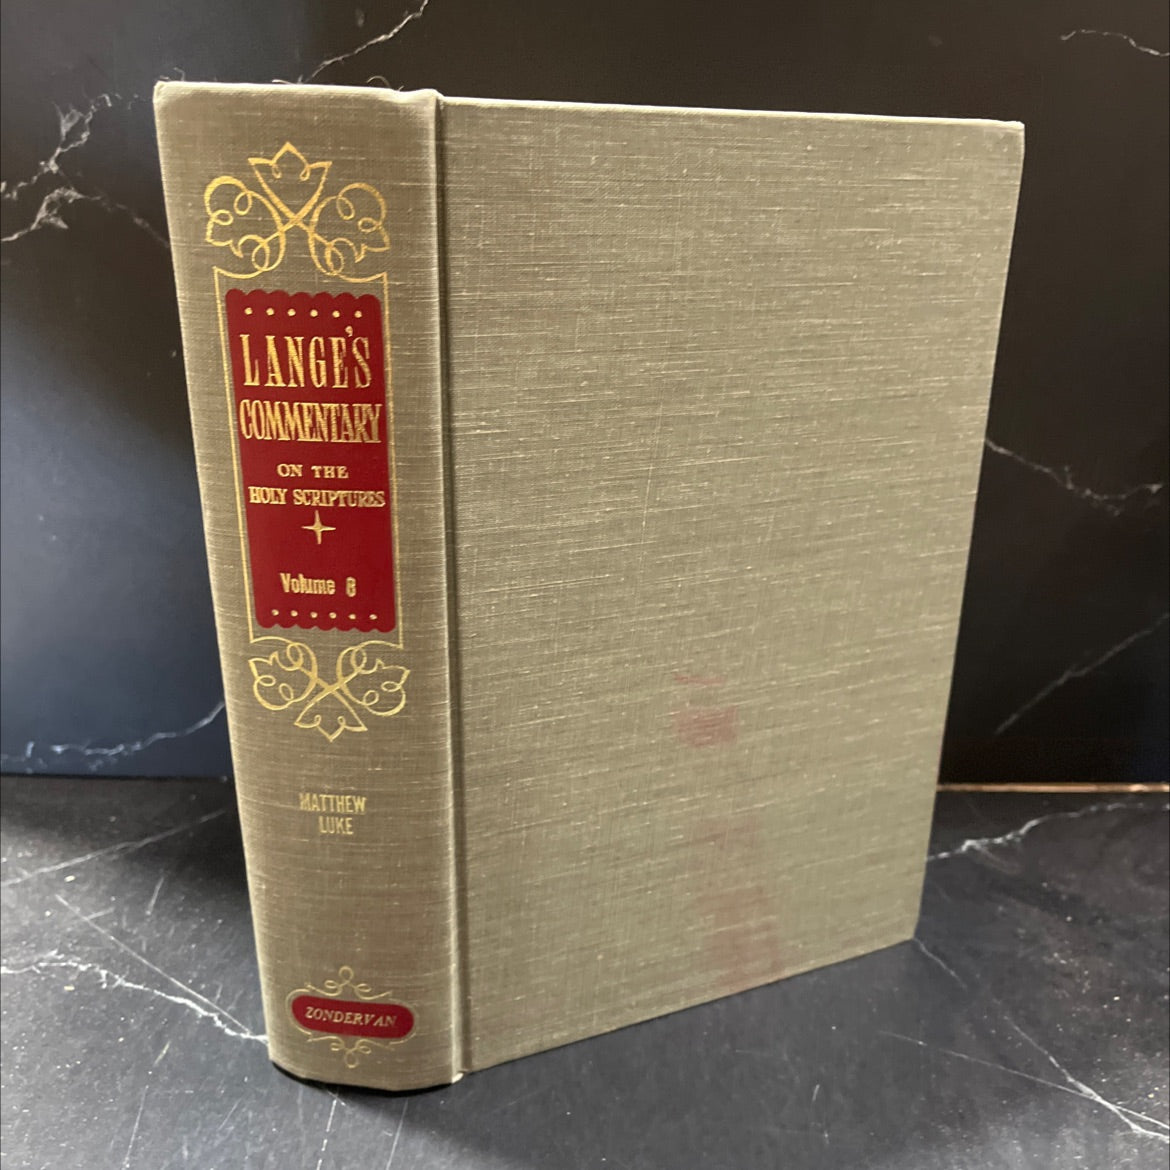 LANGE'S
COMMENTARY
ON THE
HOLY SCRIPTURES
Volume 8
MATTHEW
LUKE
ZONDERVAN